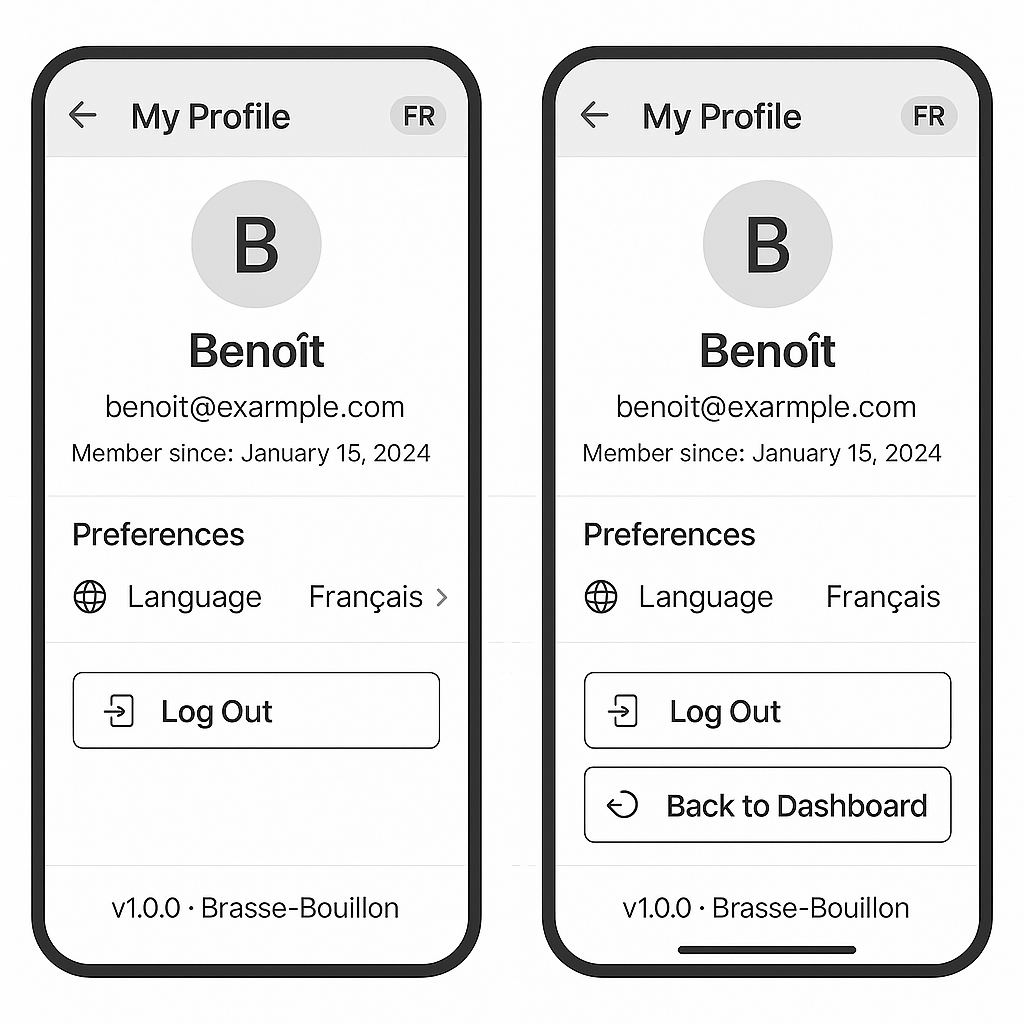 My Profile FR
B
Benoît
benoit@exarmple.com
Member since: January 15, 2024
Preferences
Language Français
Log Out
v1.0.0 · Brasse-Bouillon
My Profile FR
B
Benoît
benoit@exarmple.com
Member since: January 15, 2024
Preferences
Language Français
Log Out
Back to Dashboard
v1.0.0 · Brasse-Bouillon